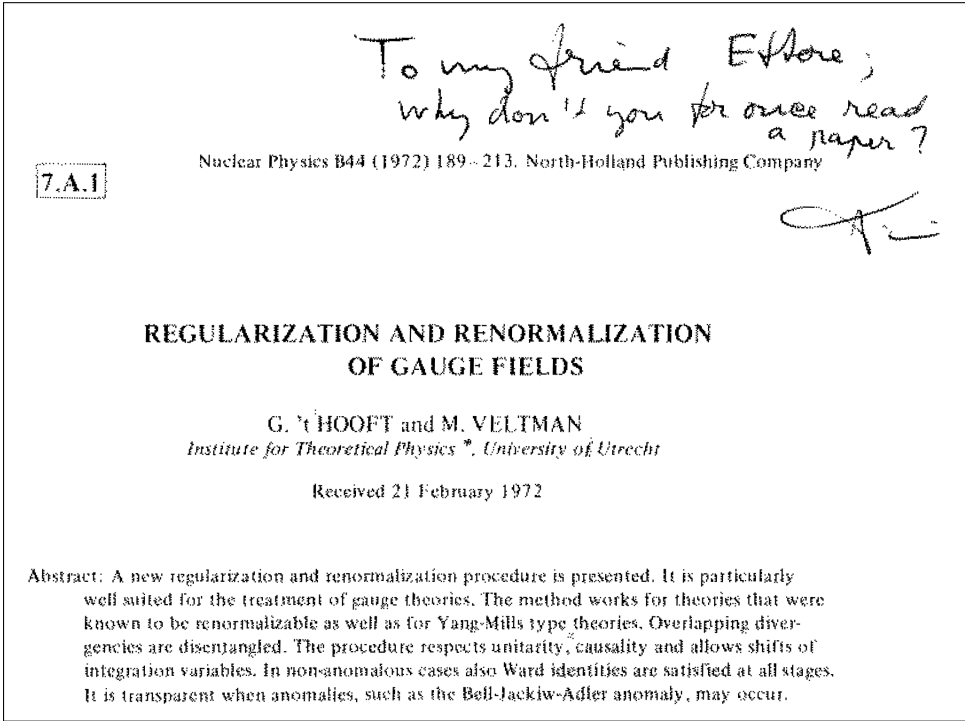 To my friend Ettore;
why don't you for once read
a paper?
Nuclear Physics B44 (1972) 189–213. North-Holland Publishing Company
7.A.1
REGULARIZATION AND RENORMALIZATION
OF GAUGE FIELDS
G. 't HOOFT and M. VELTMAN
Institute for Theoretical Physics *, University of Utrecht
Received 21 February 1972
Abstract: A new regularization and renormalization procedure is presented. It is particularly
well suited for the treatment of gauge theories. The method works for theories that were
known to be renormalizable as well as for Yang-Mills type theories. Overlapping diver-
gencies are disentangled. The procedure respects unitarity, causality and allows shifts of
integration variables. In non-anomalous cases also Ward identities are satisfied at all stages.
It is transparent when anomalies, such as the Bell-Jackiw-Adler anomaly, may occur.